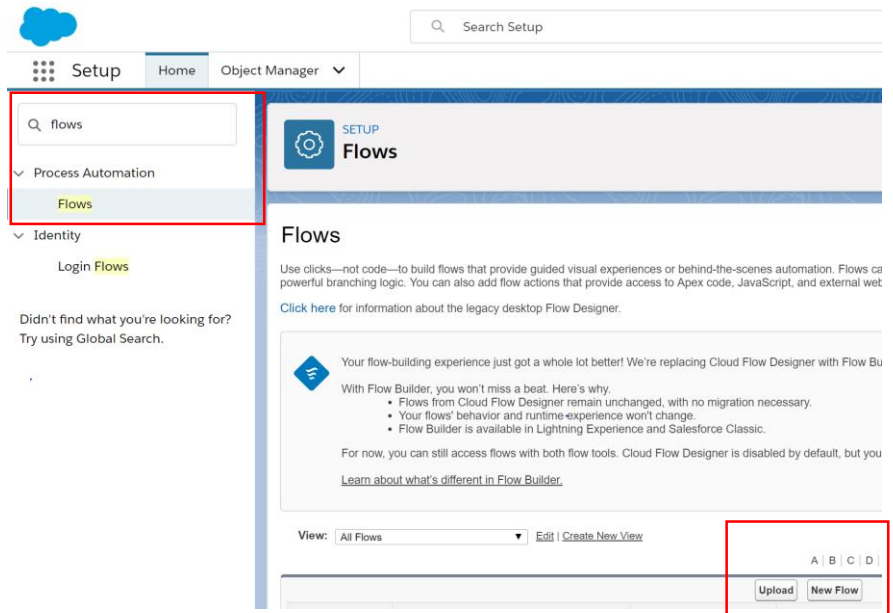 Search Setup
Setup
Home
Object Manager
flows
Process Automation
Flows
Identity
Login Flows
Didn't find what you're looking for?
Try using Global Search.
SETUP
Flows
Flows
Use clicks—not code—to build flows that provide guided visual experiences or behind-the-scenes automation. Flows ca
powerful branching logic. You can also add flow actions that provide access to Apex code, JavaScript, and external web
Click here for information about the legacy desktop Flow Designer.
Your flow-building experience just got a whole lot better! We're replacing Cloud Flow Designer with Flow Bu
With Flow Builder, you won't miss a beat. Here's why.
• Flows from Cloud Flow Designer remain unchanged, with no migration necessary.
• Your flows' behavior and runtime experience won't change.
• Flow Builder is available in Lightning Experience and Salesforce Classic.
For now, you can still access flows with both flow tools. Cloud Flow Designer is disabled by default, but you
Learn about what's different in Flow Builder.
View: All Flows Edit | Create New View
A | B | C | D |
Upload New Flow